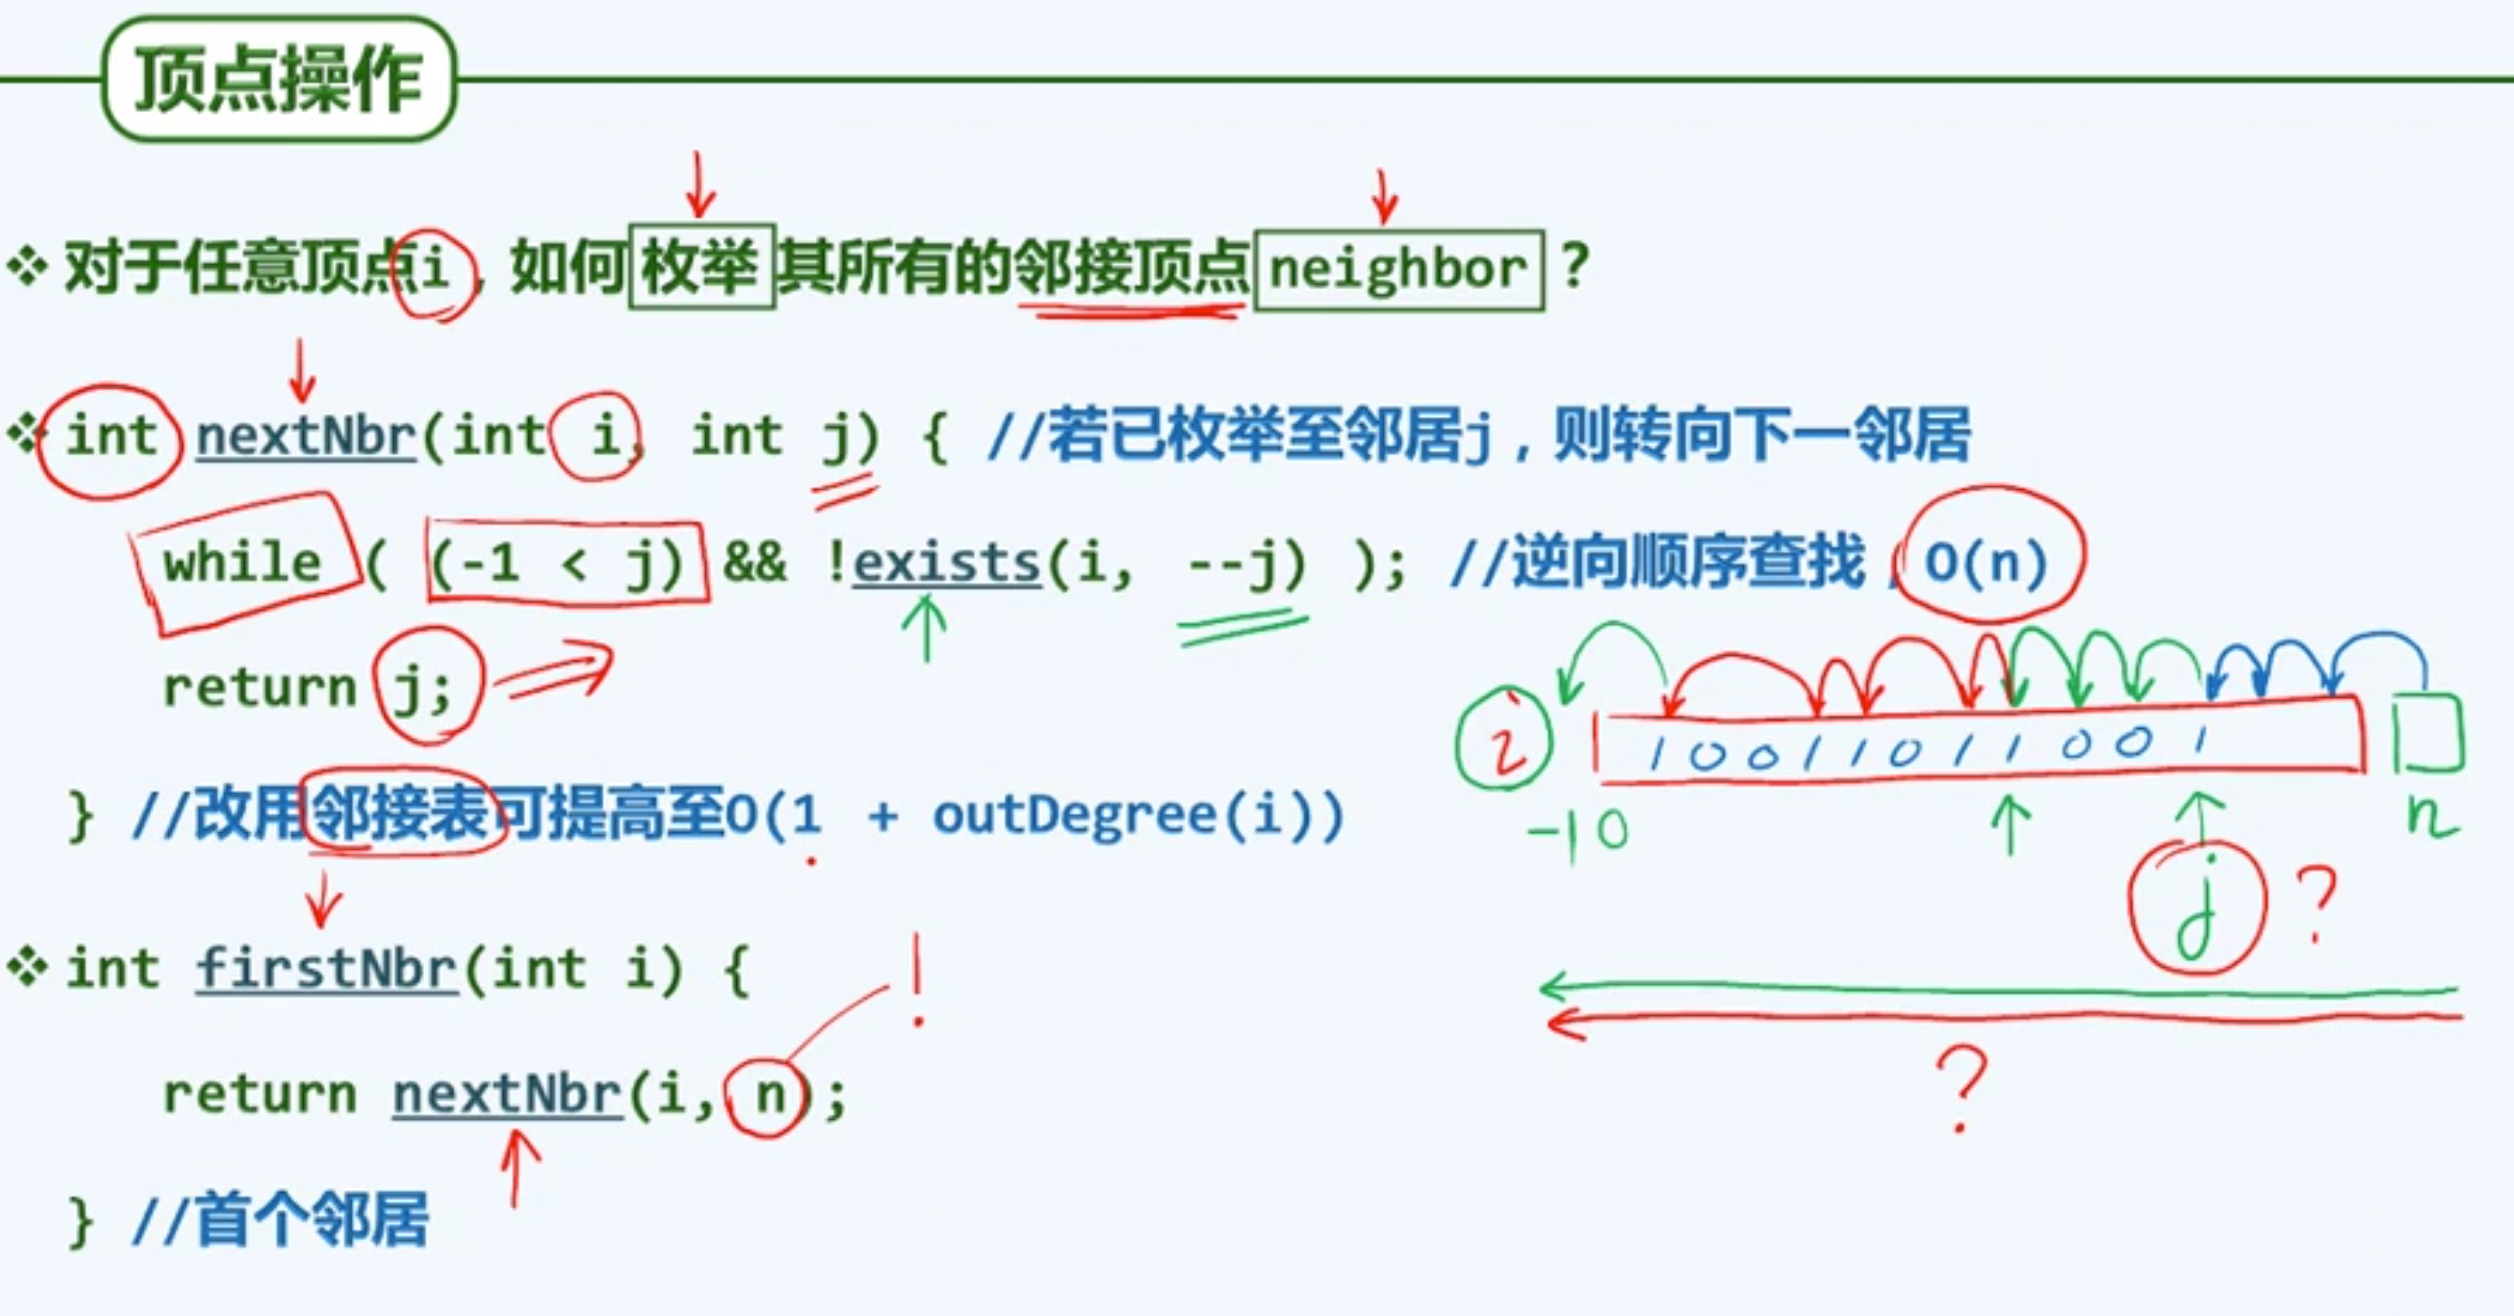 顶点操作
❖ 对于任意顶点i，如何枚举其所有的邻接顶点neighbor？
❖ int nextNbr(int i, int j) { //若已枚举至邻居j，则转向下一邻居
while ( (-1 < j) && !exists(i, --j) ); //逆向顺序查找，O(n)
return j;
i 1 0 0 1 1 0 1 1 0 0 1
} //改用邻接表可提高至O(1 + outDegree(i))
-1 0 n
j ?
❖ int firstNbr(int i) {
!
return nextNbr(i, n);
?
} //首个邻居